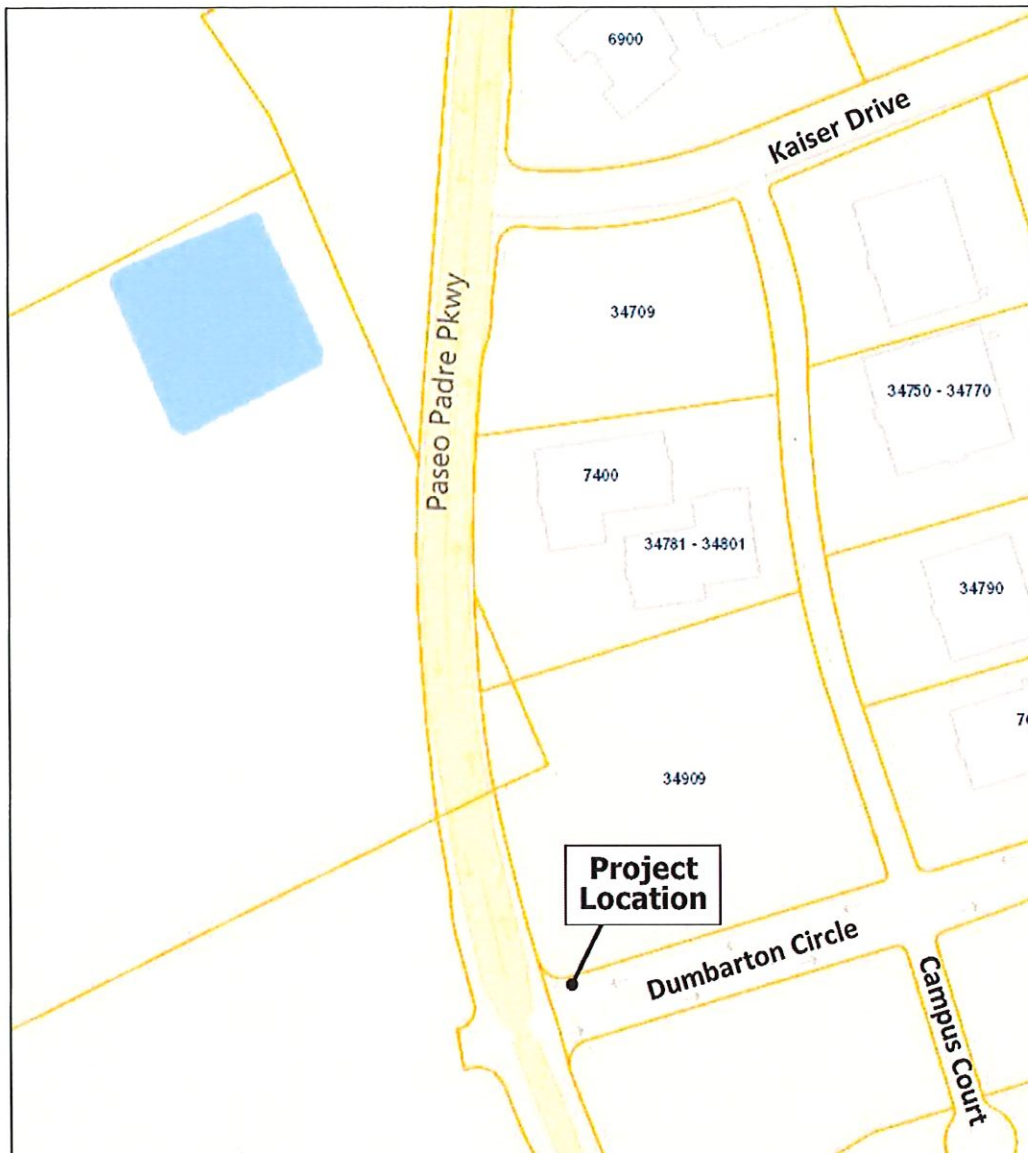 6900
Kaiser Drive
Paseo Padre Pkwy
34709
34750 - 34770
7400
34781 - 34801
34790
34909
Project
Location
Dumbarton Circle
Campus Court